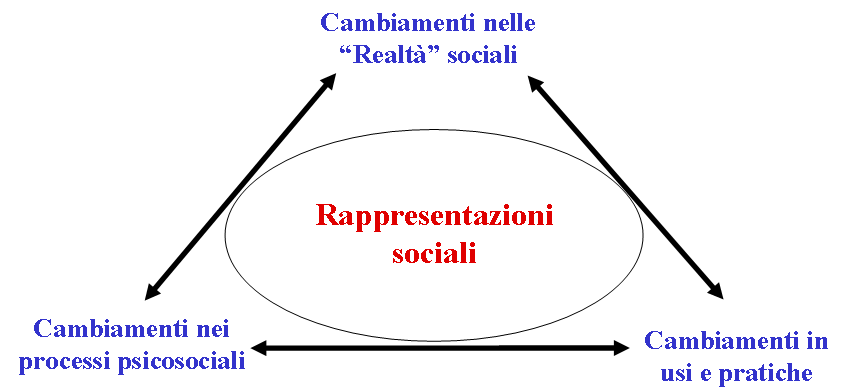 Cambiamenti nelle
“Realtà” sociali
Rappresentazioni
sociali
Cambiamenti nei
processi psicosociali
Cambiamenti in
usi e pratiche